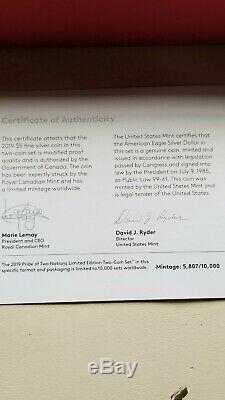 Certificate of Authenticity
This certificate attests that the
2019 $5 fine silver coin in this
two-coin set is modified proof
quality and is authorized by the
Government of Canada. The
coin has been expertly struck by the
Royal Canadian Mint and has
a limited mintage worldwide.
Marie Lemay
President and CEO
Royal Canadian Mint
The United States Mint certifies that
the American Eagle Silver Dollar in
this set is a genuine coin, minted and
issued in accordance with legislation
passed by Congress and signed into
law by the President on July 9, 1985,
as Public Law 99-61. This coin was
minted by the United States Mint and
is legal tender of the United States.
David J. Ryder
David J. Ryder
Director
United States Mint
The 2019 Pride of Two Nations Limited Edition Two-Coin Set™ in this
specific format and packaging is limited to 10,000 sets worldwide.
Mintage: 5,807/10,000